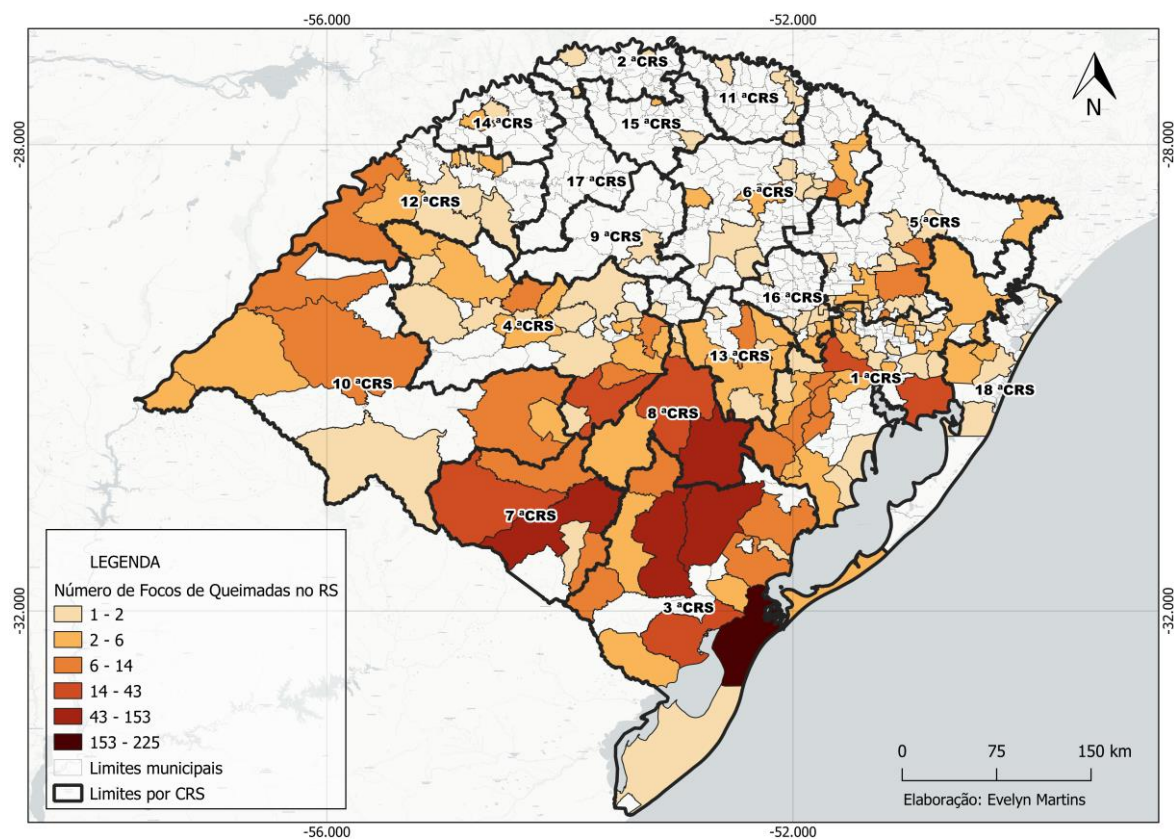 -56.000
-52.000
N
2 ªCRS
11 ªCRS
14 ªCRS
15 ªCRS
-28.000
-28.000
17 ªCRS
6 ªCRS
12 ªCRS
5 ªCRS
9 ªCRS
16 ªCRS
4 ªCRS
13 ªCRS
10 ªCRS
1 ªCRS
18 ªCRS
8 ªCRS
7 ªCRS
3 ªCRS
LEGENDA
Número de Focos de Queimadas no RS
1 - 2
2 - 6
6 - 14
14 - 43
43 - 153
153 - 225
Limites municipais
Limites por CRS
-32.000
-32.000
0 75 150 km
Elaboração: Evelyn Martins
-56.000
-52.000